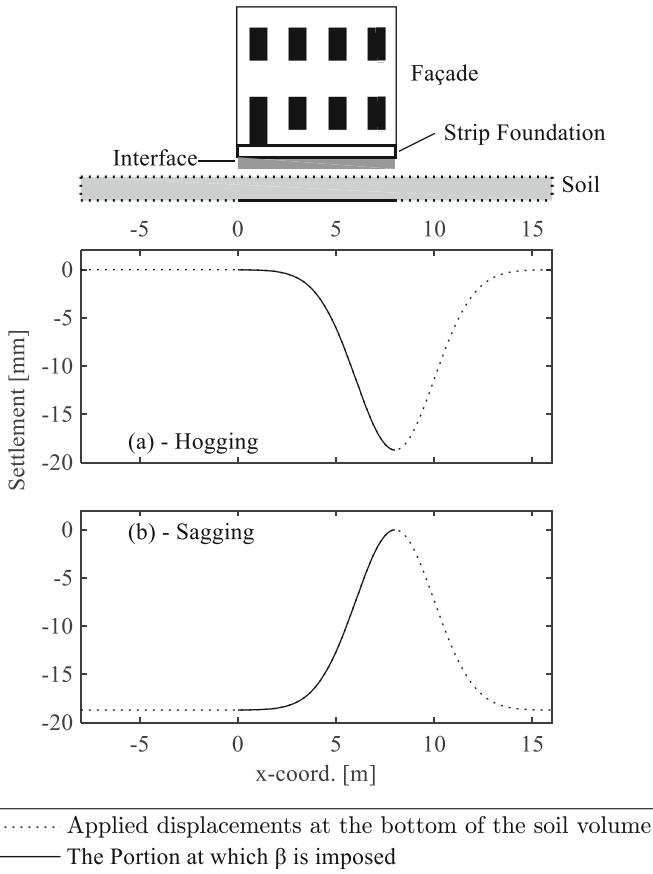 Façade
Strip Foundation
Interface
Soil
-5 0 5 10 15
0
-5
-10
-15
-20
Settlement [mm]
(a) - Hogging
(b) - Sagging
0
-5
-10
-15
-20
-5 0 5 10 15
x-coord. [m]
Applied displacements at the bottom of the soil volume
The Portion at which β is imposed